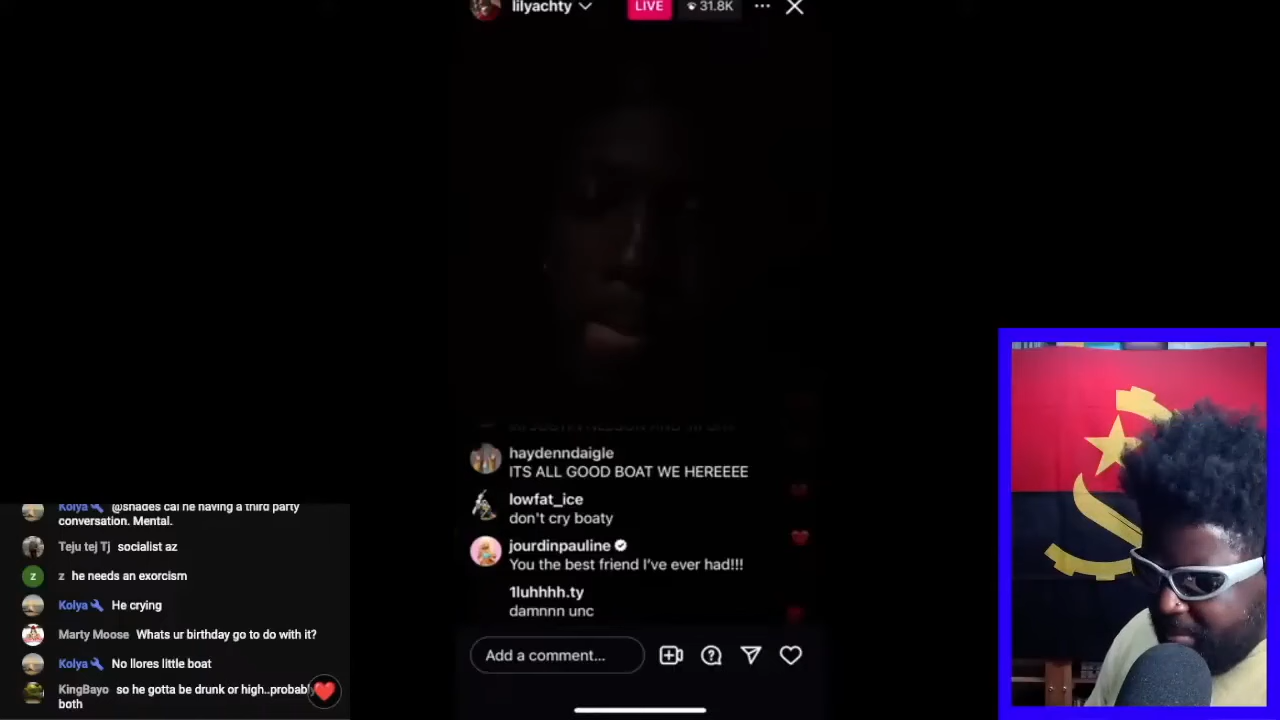 lilyachty
LIVE
31.8K
haydenndaigle
ITS ALL GOOD BOAT WE HEREEEE
lowfat_ice
don't cry boaty
jourdinpauline
You the best friend I've ever had!!!
1luhhhh.ty
damnnn unc
Add a comment...
Kolya @shades cal he having a third party
conversation. Mental.
Teju tej Tj socialist az
z z he needs an exorcism
Kolya He crying
Marty Moose Whats ur birthday go to do with it?
Kolya No llores little boat
KingBayo so he gotta be drunk or high..probabl
both